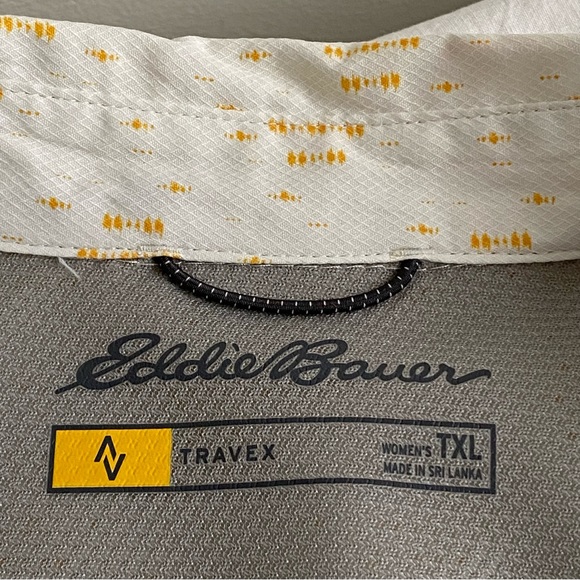 Eddie Bauer
TRAVEX
WOMEN'S TXL
MADE IN SRI LANKA